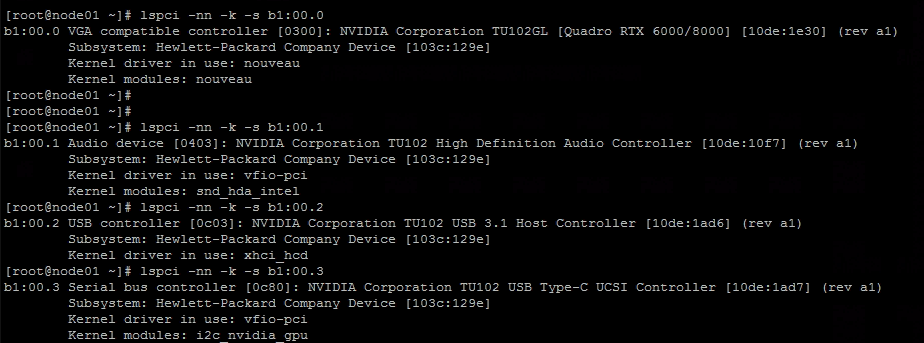 [root@node01 ~]# lspci -nn -k -s b1:00.0
b1:00.0 VGA compatible controller [0300]: NVIDIA Corporation TU102GL [Quadro RTX 6000/8000] [10de:1e30] (rev a1)
        Subsystem: Hewlett-Packard Company Device [103c:129e]
        Kernel driver in use: nouveau
        Kernel modules: nouveau
[root@node01 ~]#
[root@node01 ~]#
[root@node01 ~]# lspci -nn -k -s b1:00.1
b1:00.1 Audio device [0403]: NVIDIA Corporation TU102 High Definition Audio Controller [10de:10f7] (rev a1)
        Subsystem: Hewlett-Packard Company Device [103c:129e]
        Kernel driver in use: vfio-pci
        Kernel modules: snd_hda_intel
[root@node01 ~]# lspci -nn -k -s b1:00.2
b1:00.2 USB controller [0c03]: NVIDIA Corporation TU102 USB 3.1 Host Controller [10de:1ad6] (rev a1)
        Subsystem: Hewlett-Packard Company Device [103c:129e]
        Kernel driver in use: xhci_hcd
[root@node01 ~]# lspci -nn -k -s b1:00.3
b1:00.3 Serial bus controller [0c80]: NVIDIA Corporation TU102 USB Type-C UCSI Controller [10de:1ad7] (rev a1)
        Subsystem: Hewlett-Packard Company Device [103c:129e]
        Kernel driver in use: vfio-pci
        Kernel modules: i2c_nvidia_gpu